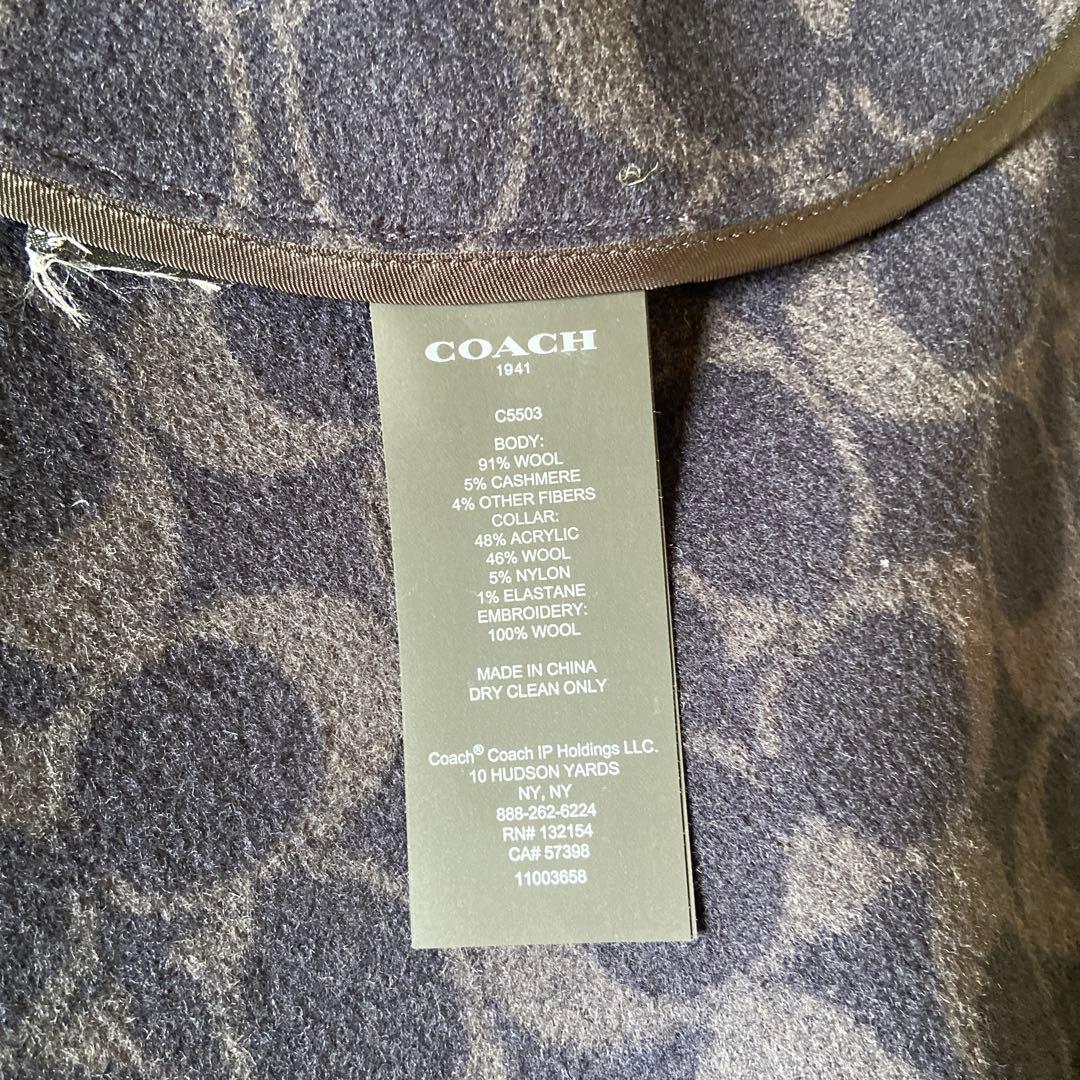 COACH
1941
C5503
BODY:
91% WOOL
5% CASHMERE
4% OTHER FIBERS
COLLAR:
48% ACRYLIC
46% WOOL
5% NYLON
1% ELASTANE
EMBROIDERY:
100% WOOL
MADE IN CHINA
DRY CLEAN ONLY
Coach® Coach IP Holdings LLC.
10 HUDSON YARDS
NY, NY
888-262-6224
RN# 132154
CA# 57398
11003658